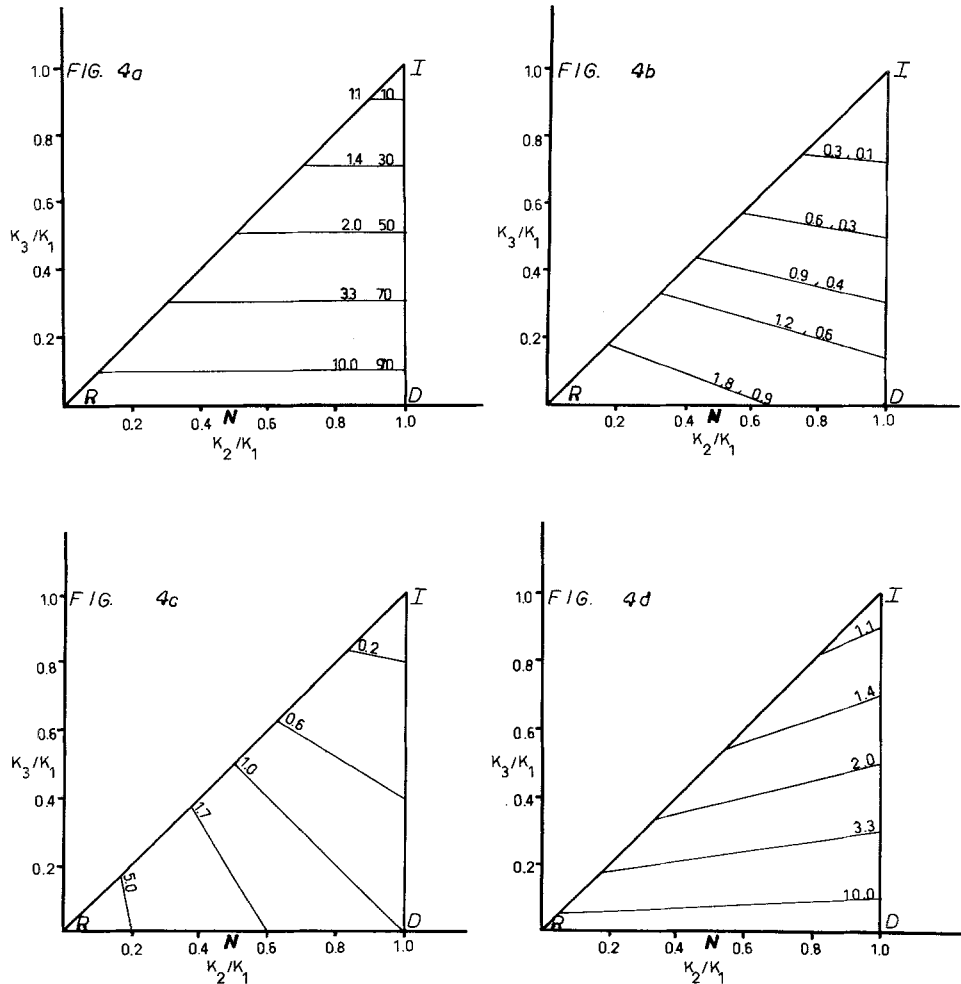 FIG. 4a
I
1.0
1.1 10
0.8
1.4 30
0.6
2.0 50
K3/K1
0.4
3.3 70
0.2
10.0 90
R
D
0.2 0.4 N 0.6 0.8 1.0
K2/K1
FIG. 4b
I
1.0
0.8
0.3 , 0.1
0.6
0.6 , 0.3
K3/K1
0.4
0.9 , 0.4
1.2 , 0.6
0.2
1.8 , 0.9
R
D
0.2 0.4 N 0.6 0.8 1.0
K2/K1
FIG. 4c
I
1.0
0.2
0.8
0.6
0.6
1.0
K3/K1
0.4
1.7
0.2
5.0
R
D
0.2 0.4 N 0.6 0.8 1.0
K2/K1
FIG. 4d
I
1.0
1.1
0.8
1.4
0.6
2.0
K3/K1
0.4
3.3
0.2
10.0
R
D
0.2 0.4 N 0.6 0.8 1.0
K2/K1